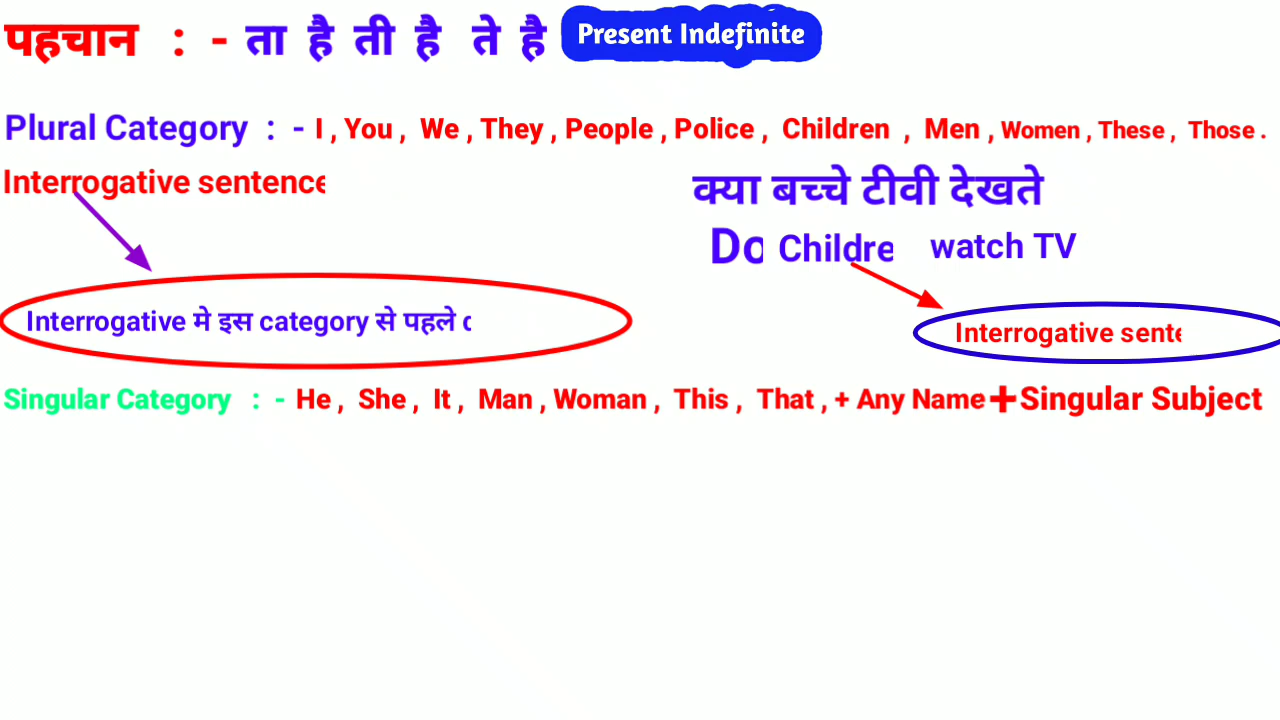 पहचान : - ता है ती है ते है Present Indefinite
Plural Category : - I , You , We , They , People , Police , Children , Men , Women , These , Those .
Interrogative sentence
क्या बच्चे टीवी देखते
Do Childre watch TV
Interrogative मे इस category से पहले
Interrogative sente
Singular Category : - He , She , It , Man , Woman , This , That , + Any Name + Singular Subject